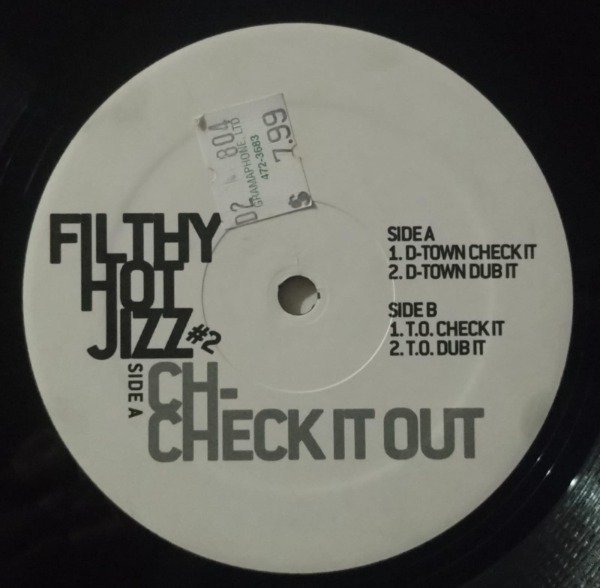 D2 804
GRAMAPHONE, LTD
472-3683
$ 7.99
FILTHY
HOT
JIZZ #2
SIDE A
CH-
CHECK IT OUT
SIDE A
1. D-TOWN CHECK IT
2. D-TOWN DUB IT
SIDE B
1. T.O. CHECK IT
2. T.O. DUB IT